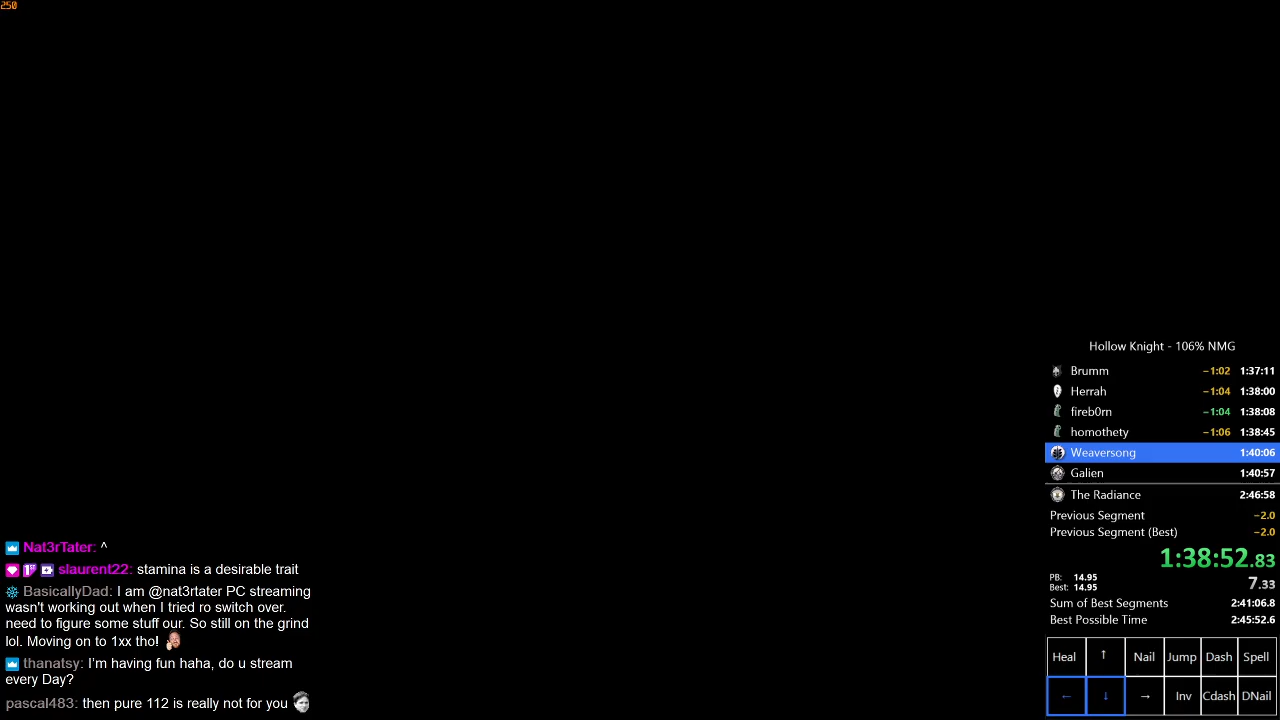 250
Hollow Knight - 106% NMG
Brumm −1:02 1:37:11
Herrah −1:04 1:38:00
fireb0rn −1:04 1:38:08
homothety −1:06 1:38:45
Weaversong 1:40:06
Galien 1:40:57
The Radiance 2:46:58
Previous Segment −2.0
Previous Segment (Best) −2.0
1:38:52.83
PB: 14.95
Best: 14.95
7.33
Sum of Best Segments 2:41:06.8
Best Possible Time 2:45:52.6
Heal ↑ Nail Jump Dash Spell
← ↓ → Inv Cdash DNail
Nat3rTater: ^
slaurent22: stamina is a desirable trait
BasicallyDad: I am @nat3rtater PC streaming
wasn't working out when I tried ro switch over.
need to figure some stuff our. So still on the grind
lol. Moving on to 1xx tho!
thanatsy: I'm having fun haha, do u stream
every Day?
pascal483: then pure 112 is really not for you